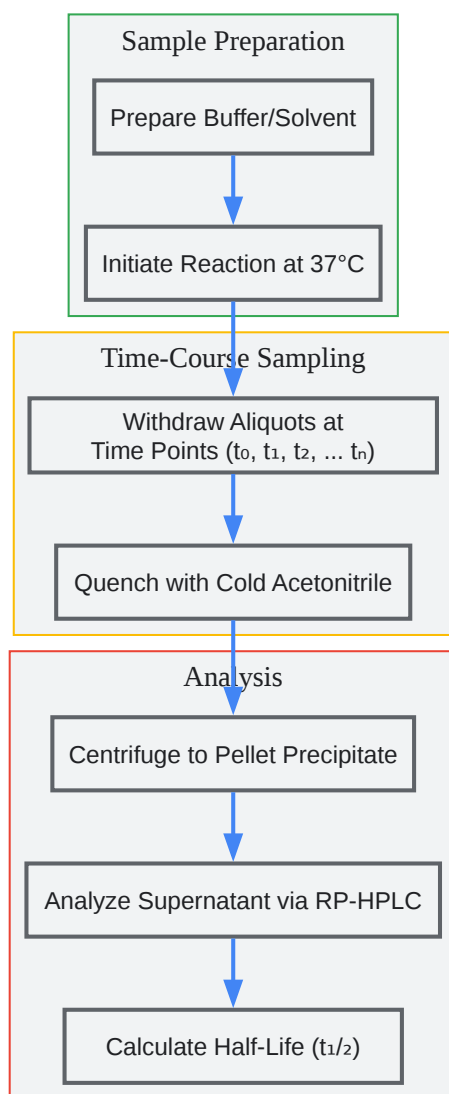 Sample Preparation
Prepare Buffer/Solvent
Initiate Reaction at 37°C
Time-Course Sampling
Withdraw Aliquots at
Time Points (t₀, t₁, t₂, ... tₙ)
Quench with Cold Acetonitrile
Analysis
Centrifuge to Pellet Precipitate
Analyze Supernatant via RP-HPLC
Calculate Half-Life (t₁/₂)